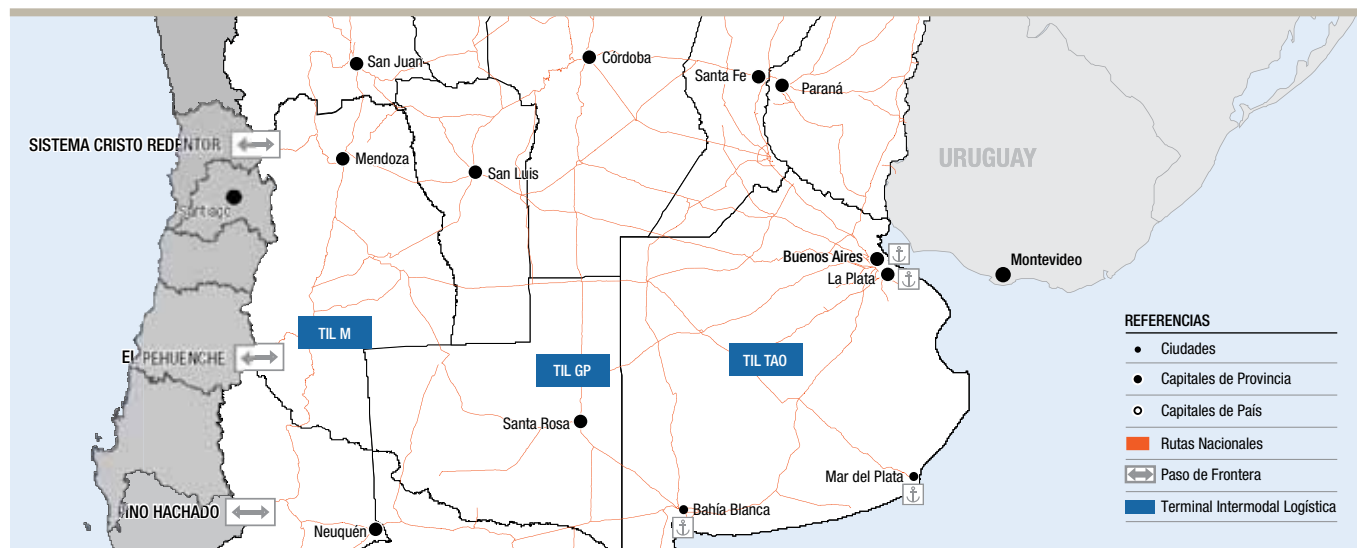 San Juan
Córdoba
Santa Fe
Paraná
SISTEMA CRISTO REDENTOR
Mendoza
San Luis
URUGUAY
Santiago
Buenos Aires
La Plata
Montevideo
TIL M
EL PEHUENCHE
TIL GP
TIL TAO
Santa Rosa
Mar del Plata
Bahía Blanca
INO HACHADO
Neuquén
REFERENCIAS
Ciudades
Capitales de Provincia
Capitales de País
Rutas Nacionales
Paso de Frontera
Terminal Intermodal Logística